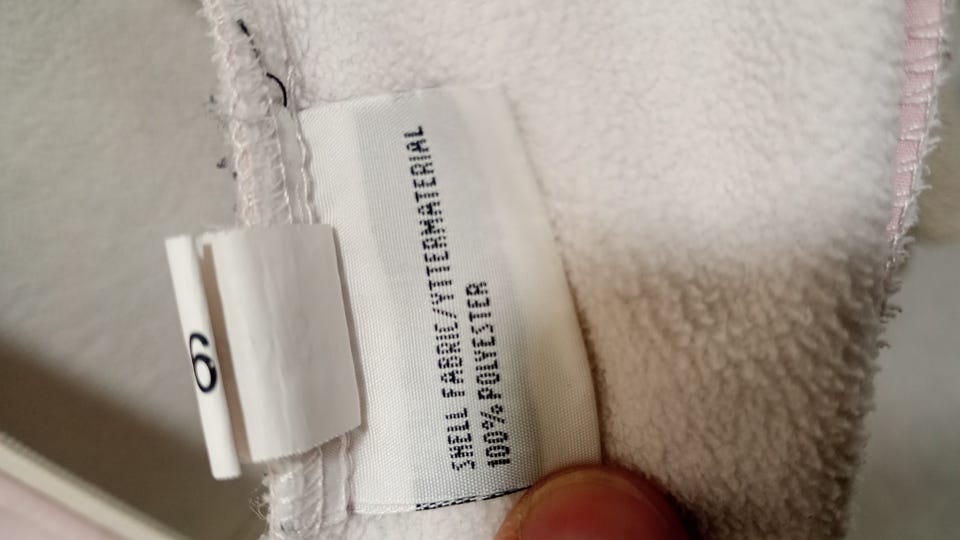 SHELL FABRIC/YTTERMATERIAL
100% POLYESTER